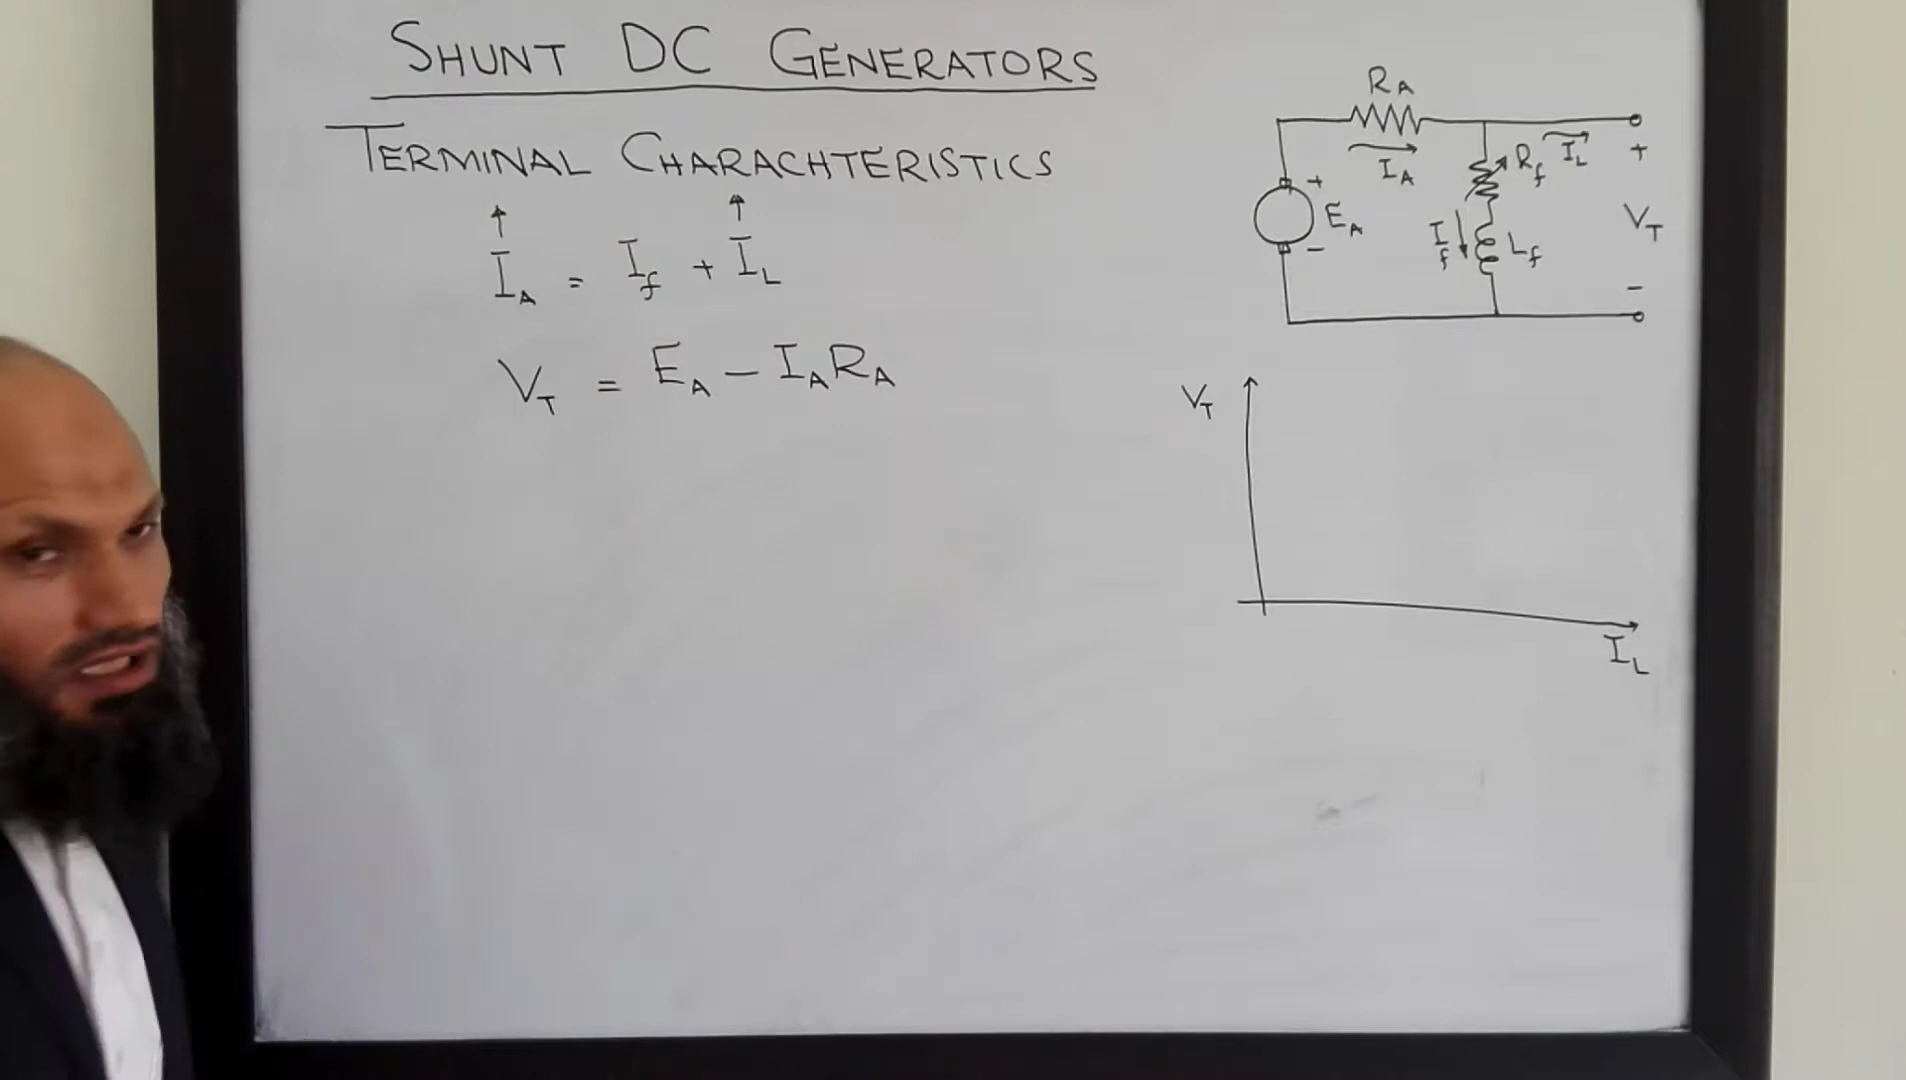 SHUNT DC GENERATORS
TERMINAL CHARACHTERISTICS
↑ ↑
I_A = I_f + I_L
V_T = E_A - I_A R_A
R_A
I_A
R_f
I_L
+
+
E_A
-
I_f
L_f
V_T
-
V_T
I_L